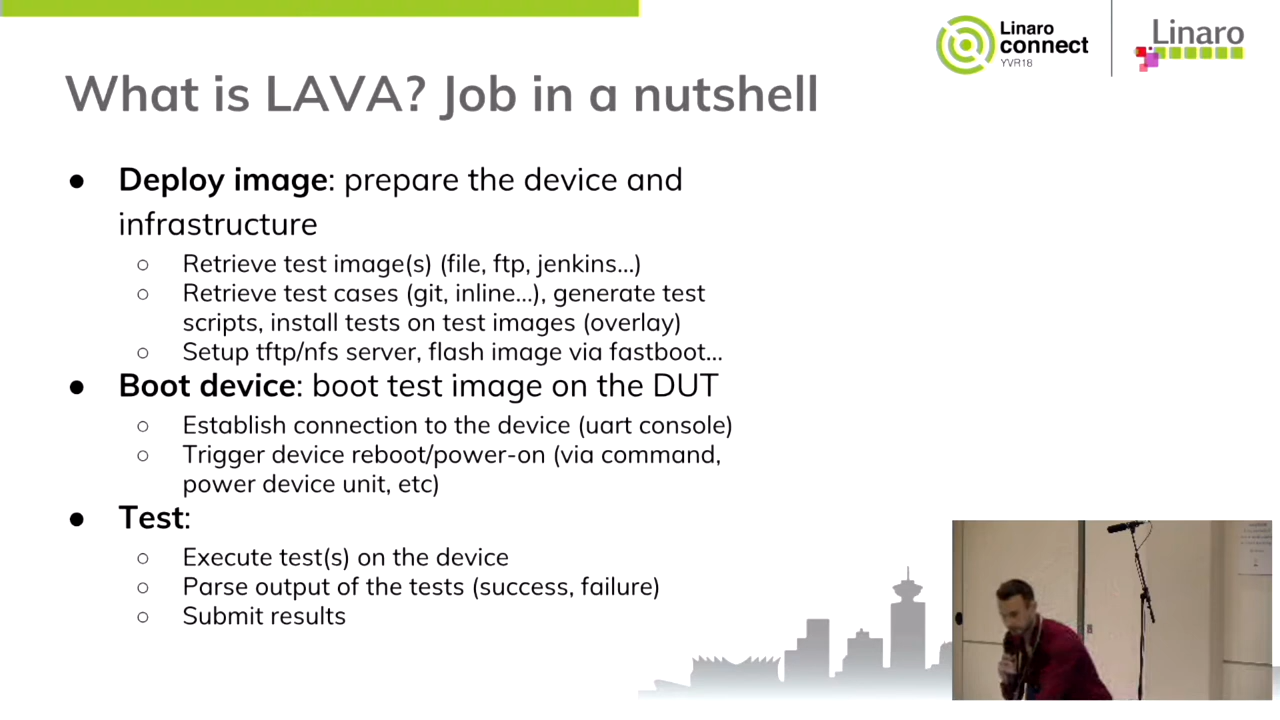 Linaro
connect
YVR18
Linaro
What is LAVA? Job in a nutshell
● Deploy image: prepare the device and
infrastructure
○ Retrieve test image(s) (file, ftp, jenkins...)
○ Retrieve test cases (git, inline...), generate test
scripts, install tests on test images (overlay)
○ Setup tftp/nfs server, flash image via fastboot...
● Boot device: boot test image on the DUT
○ Establish connection to the device (uart console)
○ Trigger device reboot/power-on (via command,
power device unit, etc)
● Test:
○ Execute test(s) on the device
○ Parse output of the tests (success, failure)
○ Submit results